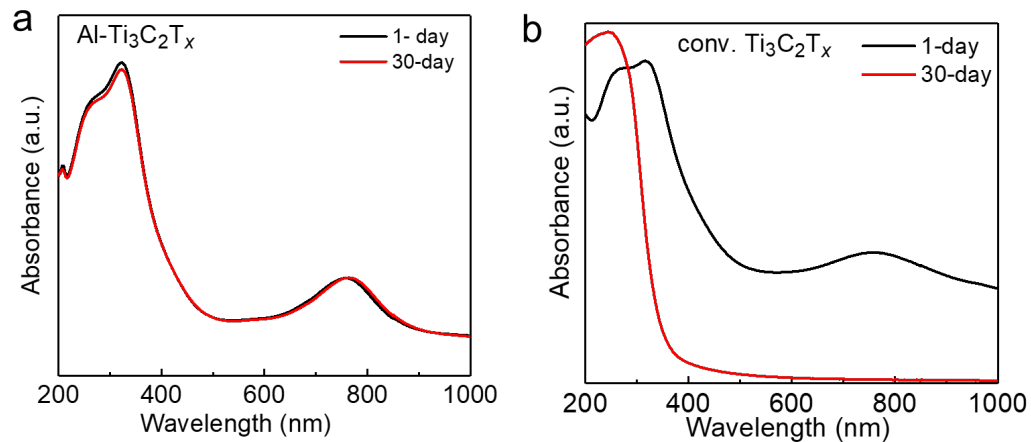 a
Al-Ti₃C₂Tₓ
1- day
30-day
Absorbance (a.u.)
200 400 600 800 1000
Wavelength (nm)
b
conv. Ti₃C₂Tₓ
1-day
30-day
Absorbance (a.u.)
200 400 600 800 1000
Wavelength (nm)